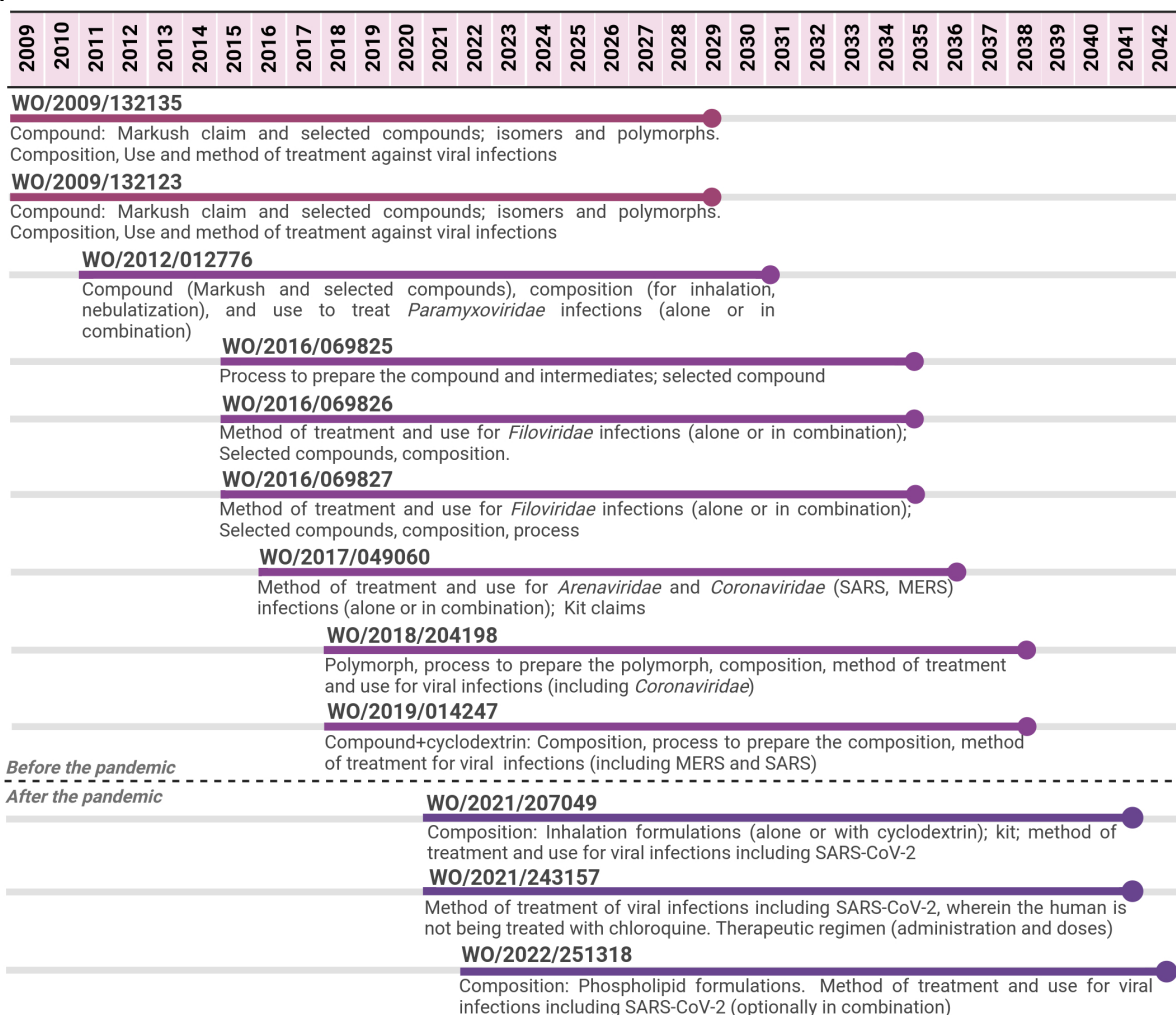 2009 2010 2011 2012 2013 2014 2015 2016 2017 2018 2019 2020 2021 2022 2023 2024 2025 2026 2027 2028 2029 2030 2031 2032 2033 2034 2035 2036 2037 2038 2039 2040 2041 2042
WO/2009/132135
Compound: Markush claim and selected compounds; isomers and polymorphs.
Composition, Use and method of treatment against viral infections
WO/2009/132123
Compound: Markush claim and selected compounds; isomers and polymorphs.
Composition, Use and method of treatment against viral infections
WO/2012/012776
Compound (Markush and selected compounds), composition (for inhalation,
nebulatization), and use to treat Paramyxoviridae infections (alone or in
combination)
WO/2016/069825
Process to prepare the compound and intermediates; selected compound
WO/2016/069826
Method of treatment and use for Filoviridae infections (alone or in combination);
Selected compounds, composition.
WO/2016/069827
Method of treatment and use for Filoviridae infections (alone or in combination);
Selected compounds, composition, process
WO/2017/049060
Method of treatment and use for Arenaviridae and Coronaviridae (SARS, MERS)
infections (alone or in combination); Kit claims
WO/2018/204198
Polymorph, process to prepare the polymorph, composition, method of treatment
and use for viral infections (including Coronaviridae)
WO/2019/014247
Compound+cyclodextrin: Composition, process to prepare the composition, method
of treatment for viral infections (including MERS and SARS)
Before the pandemic
After the pandemic
WO/2021/207049
Composition: Inhalation formulations (alone or with cyclodextrin); kit; method of
treatment and use for viral infections including SARS-CoV-2
WO/2021/243157
Method of treatment of viral infections including SARS-CoV-2, wherein the human is
not being treated with chloroquine. Therapeutic regimen (administration and doses)
WO/2022/251318
Composition: Phospholipid formulations. Method of treatment and use for viral
infections including SARS-CoV-2 (optionally in combination)